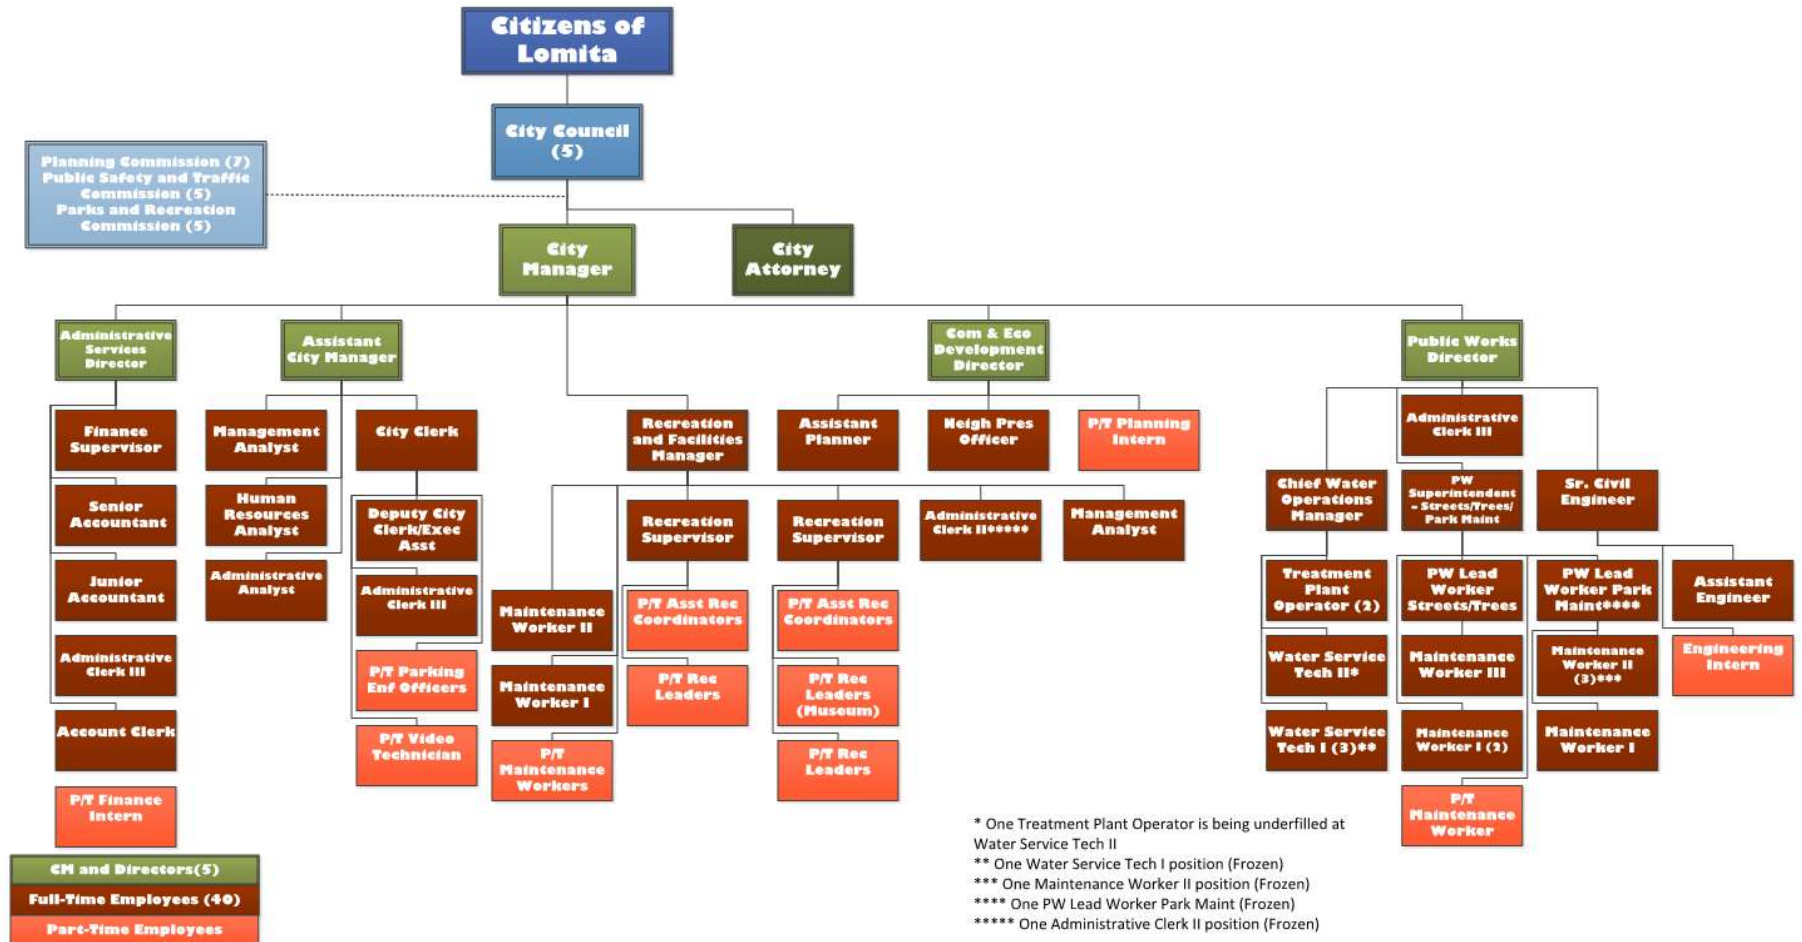 Citizens of
Lomita
City Council
(5)
Planning Commission (7)
Public Safety and Traffic
Commission (5)
Parks and Recreation
Commission (5)
City
Manager
City
Attorney
Administrative
Services
Director
Assistant
City Manager
Com & Eco
Development
Director
Public Works
Director
Finance
Supervisor
Senior
Accountant
Junior
Accountant
Administrative
Clerk III
Account Clerk
P/T Finance
Intern
Management
Analyst
Human
Resources
Analyst
Administrative
Analyst
City Clerk
Deputy City
Clerk/Exec
Asst
Administrative
Clerk III
P/T Parking
Enf Officers
P/T Video
Technician
Recreation
and Facilities
Manager
Maintenance
Worker II
Maintenance
Worker I
P/T
Maintenance
Workers
Recreation
Supervisor
P/T Asst Rec
Coordinators
P/T Rec
Leaders
Recreation
Supervisor
P/T Asst Rec
Coordinators
P/T Rec
Leaders
(Museum)
P/T Rec
Leaders
Administrative
Clerk II*****
Management
Analyst
Assistant
Planner
Neigh Pres
Officer
P/T Planning
Intern
Administrative
Clerk III
Chief Water
Operations
Manager
Treatment
Plant
Operator (2)
Water Service
Tech II*
Water Service
Tech I (3)**
PW
Superintendent
– Streets/Trees/
Park Maint
PW Lead
Worker
Streets/Trees
Maintenance
Worker III
Maintenance
Worker I (2)
P/T
Maintenance
Worker
PW Lead
Worker Park
Maint****
Maintenance
Worker II
(3)***
Maintenance
Worker I
Sr. Civil
Engineer
Assistant
Engineer
Engineering
Intern
* One Treatment Plant Operator is being underfilled at
Water Service Tech II
** One Water Service Tech I position (Frozen)
*** One Maintenance Worker II position (Frozen)
**** One PW Lead Worker Park Maint (Frozen)
***** One Administrative Clerk II position (Frozen)
CM and Directors(5)
Full-Time Employees (40)
Part-Time Employees